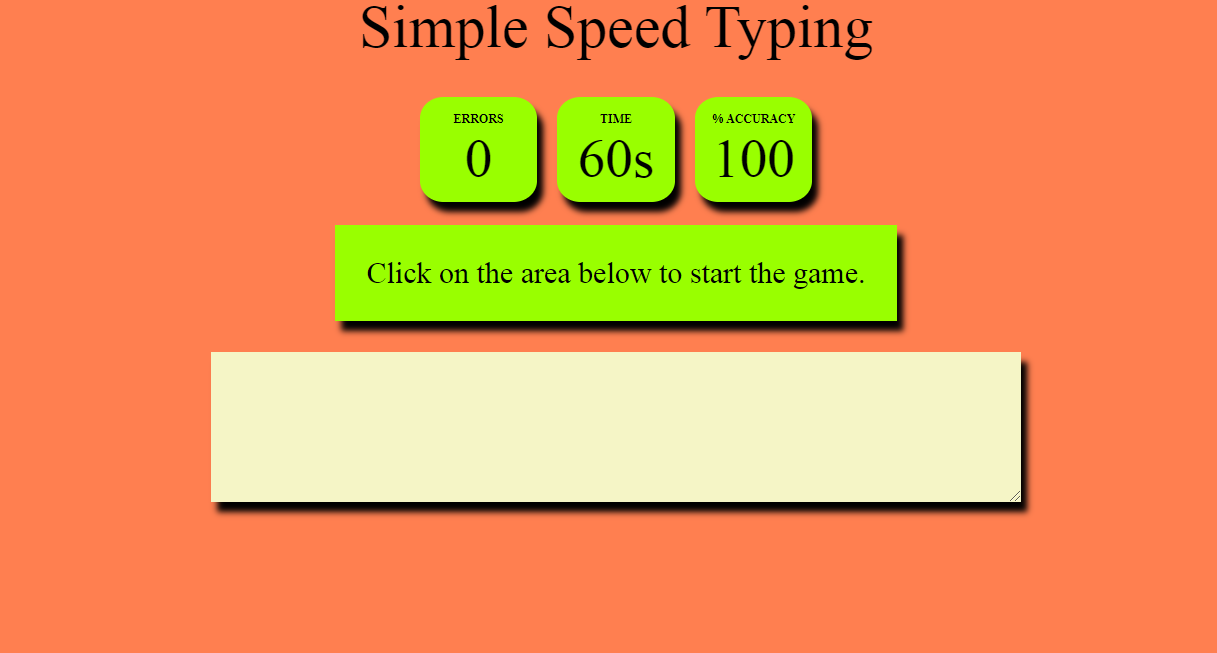 Simple Speed Typing
ERRORS
0
TIME
60s
% ACCURACY
100
Click on the area below to start the game.